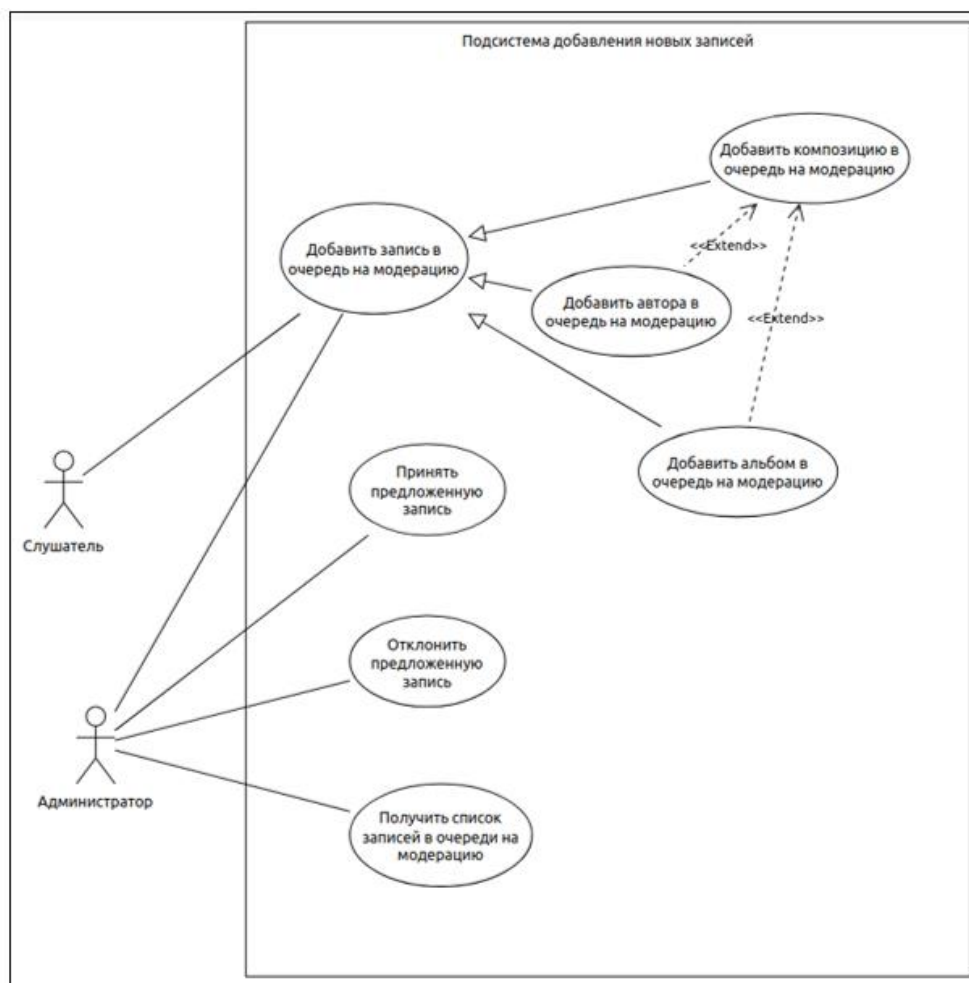 Подсистема добавления новых записей
Добавить композицию в
очередь на модерацию
Добавить запись в
очередь на модерацию
<<Extend>>
Добавить автора в
очередь на модерацию
<<Extend>>
Добавить альбом в
очередь на модерацию
Принять
предложенную
запись
Слушатель
Отклонить
предложенную
запись
Администратор
Получить список
записей в очереди на
модерацию